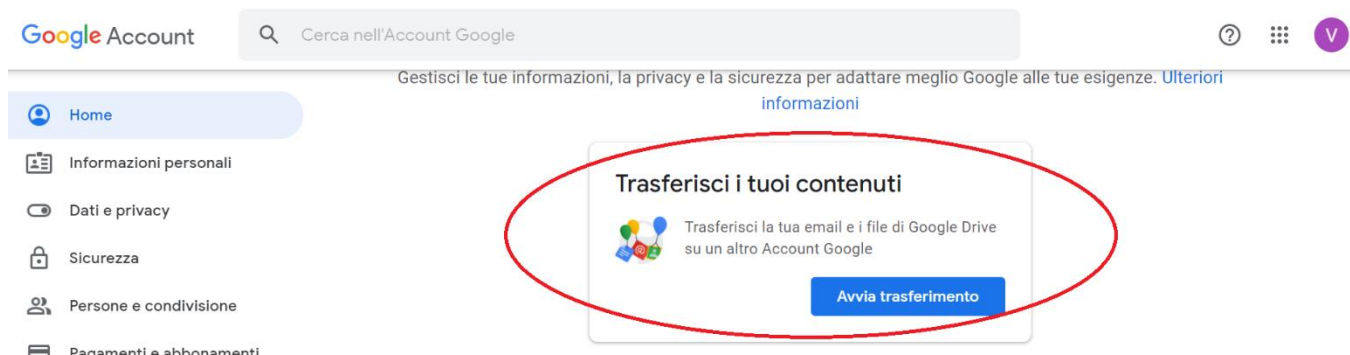 Google Account
Cerca nell'Account Google
V
Gestisci le tue informazioni, la privacy e la sicurezza per adattare meglio Google alle tue esigenze. Ulteriori
informazioni
Home
Informazioni personali
Dati e privacy
Sicurezza
Persone e condivisione
Pagamenti e abbonamenti
Trasferisci i tuoi contenuti
Trasferisci la tua email e i file di Google Drive
su un altro Account Google
Avvia trasferimento